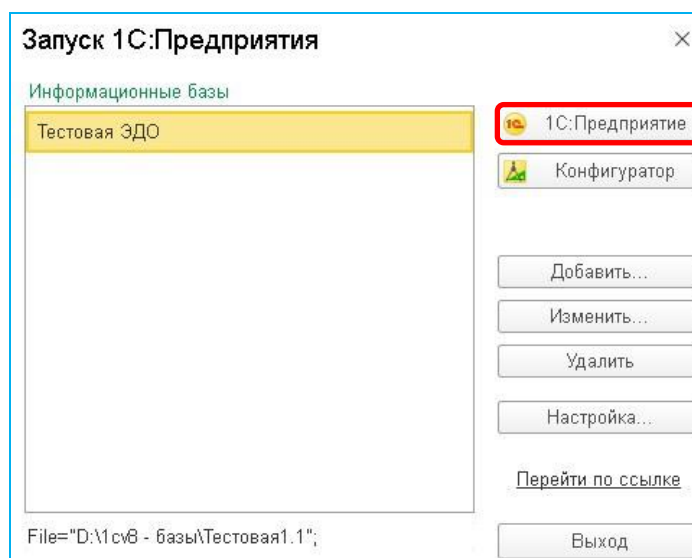 Запуск 1С:Предприятия
Информационные базы
Тестовая ЭДО
1С:Предприятие
Конфигуратор
Добавить...
Изменить...
Удалить
Настройка...
Перейти по ссылке
File="D:\1cv8 - базы\Тестовая1.1";
Выход